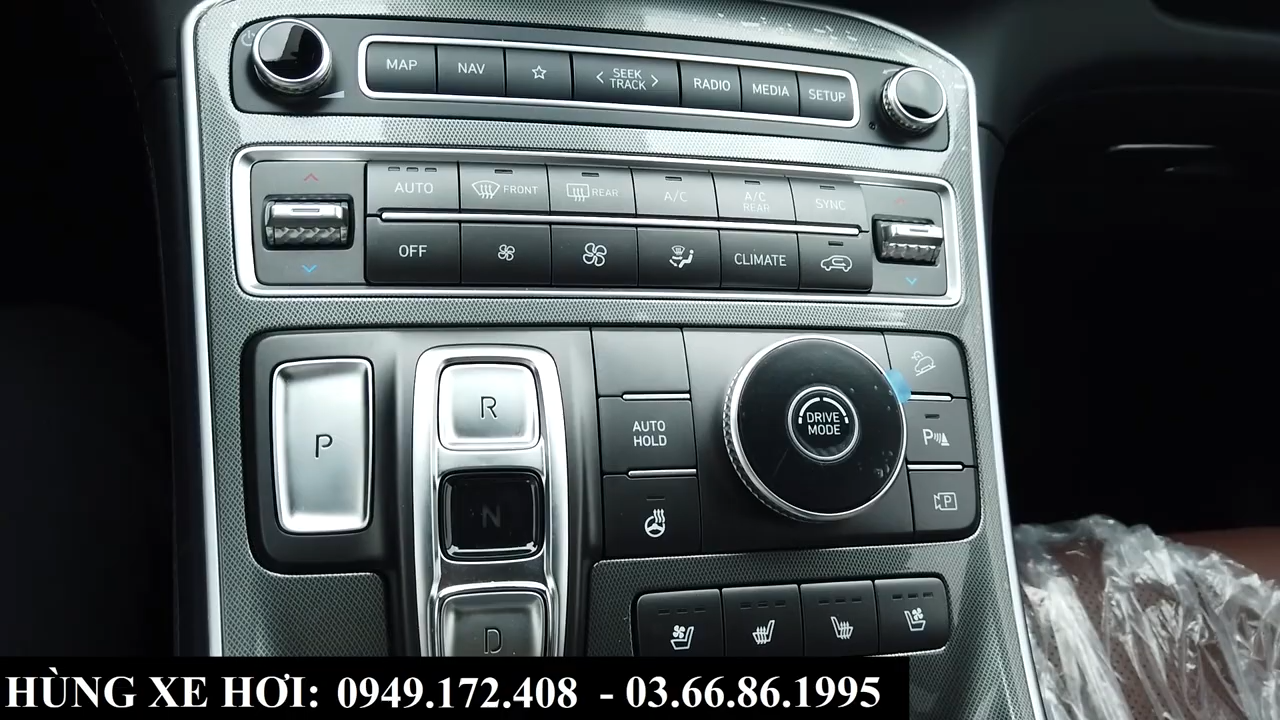 MAP NAV SEEK TRACK RADIO MEDIA SETUP
AUTO FRONT REAR A/C A/C REAR SYNC
OFF CLIMATE
P
R
N
D
AUTO HOLD
DRIVE MODE
P
P
HÙNG XE HƠI: 0949.172.408 - 03.66.86.1995